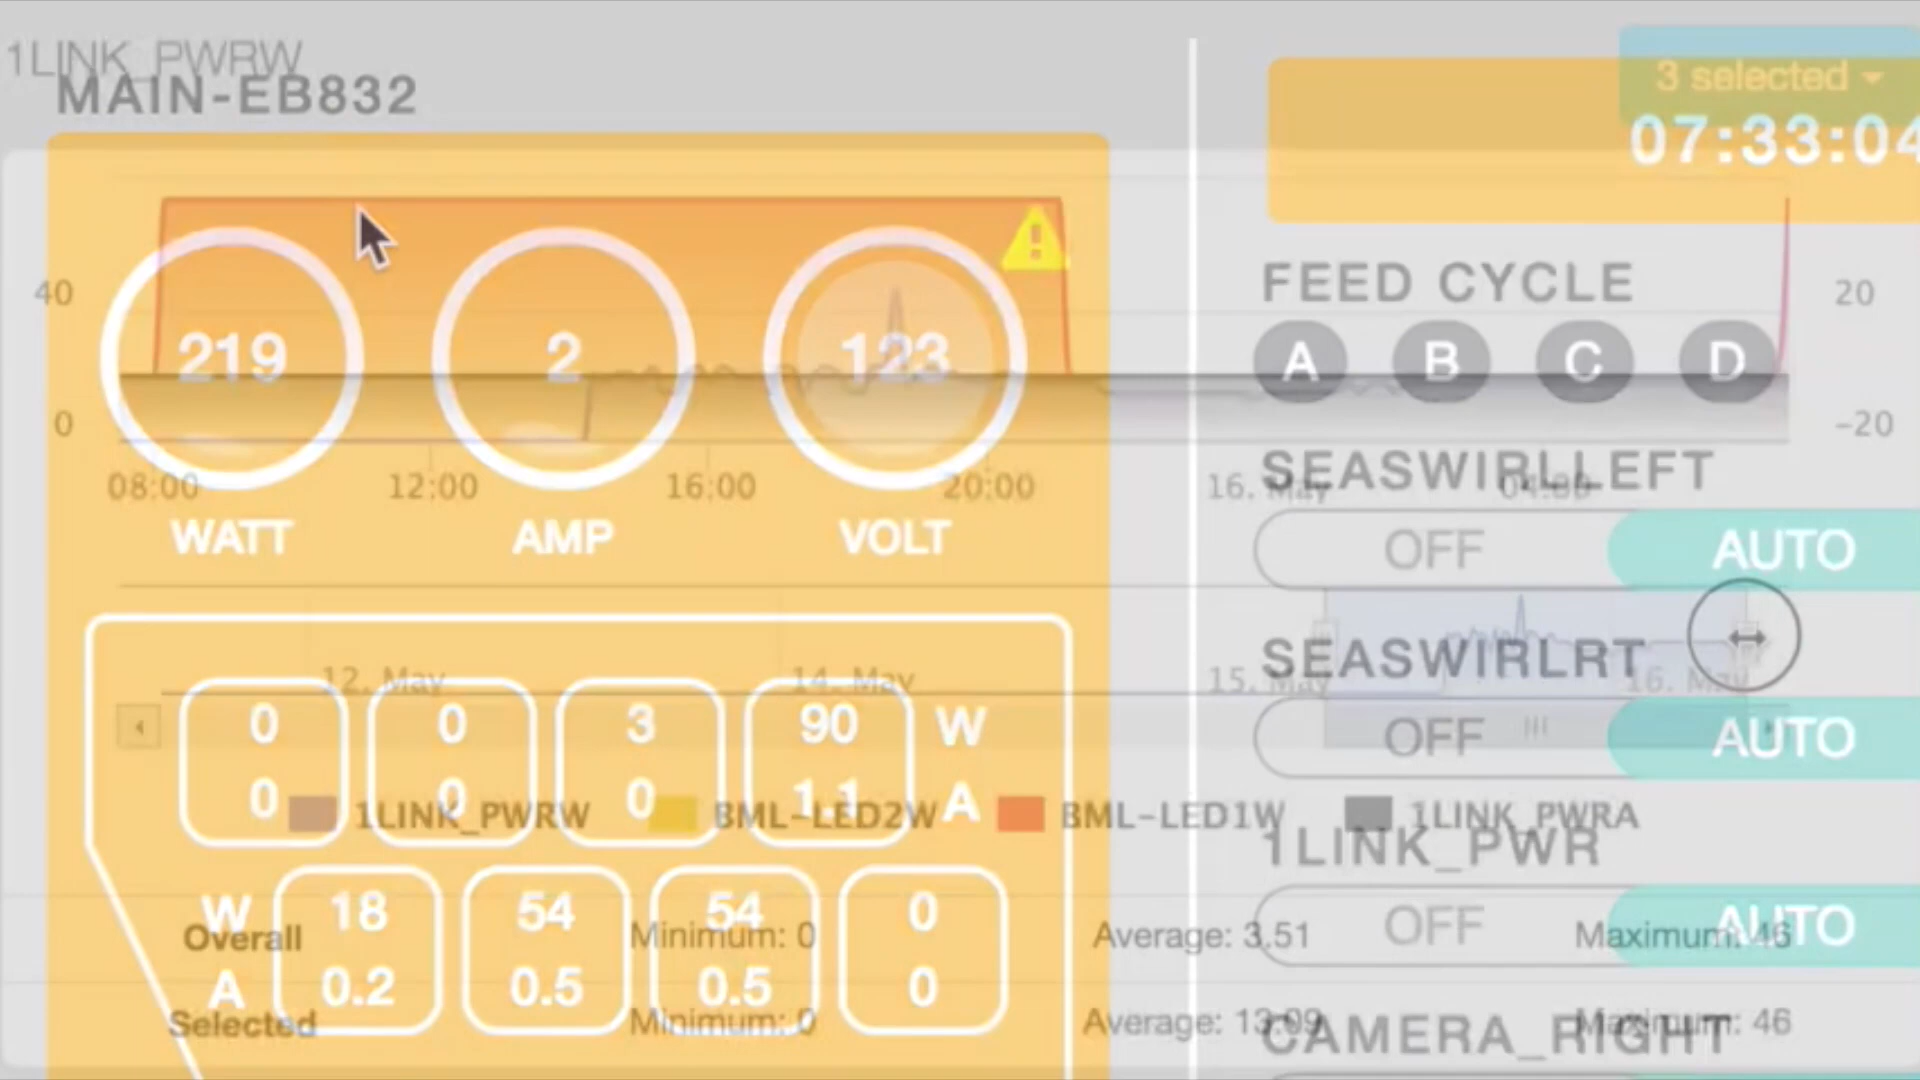 1LINK_PWRW
MAIN-EB832
3 selected
07:33:04
40
219
2
123
FEED CYCLE
20
A B C D
0
-20
08:00 12:00 16:00 20:00 16. May 04:00
SEASWIRLLEFT
WATT AMP VOLT
OFF AUTO
SEASWIRLRT
12. May 14. May 15. May 16. May
0 0 3 90 W
OFF AUTO
0 0 0 1.1 A
1LINK_PWRW BML-LED2W BML-LED1W 1LINK_PWRA
1LINK_PWR
W 18 54 54 0
OFF AUTO
Overall Minimum: 0 Average: 3.51 Maximum: 46
A 0.2 0.5 0.5 0
Selected Minimum: 0 Average: 13.09 Maximum: 46
CAMERA_RIGHT